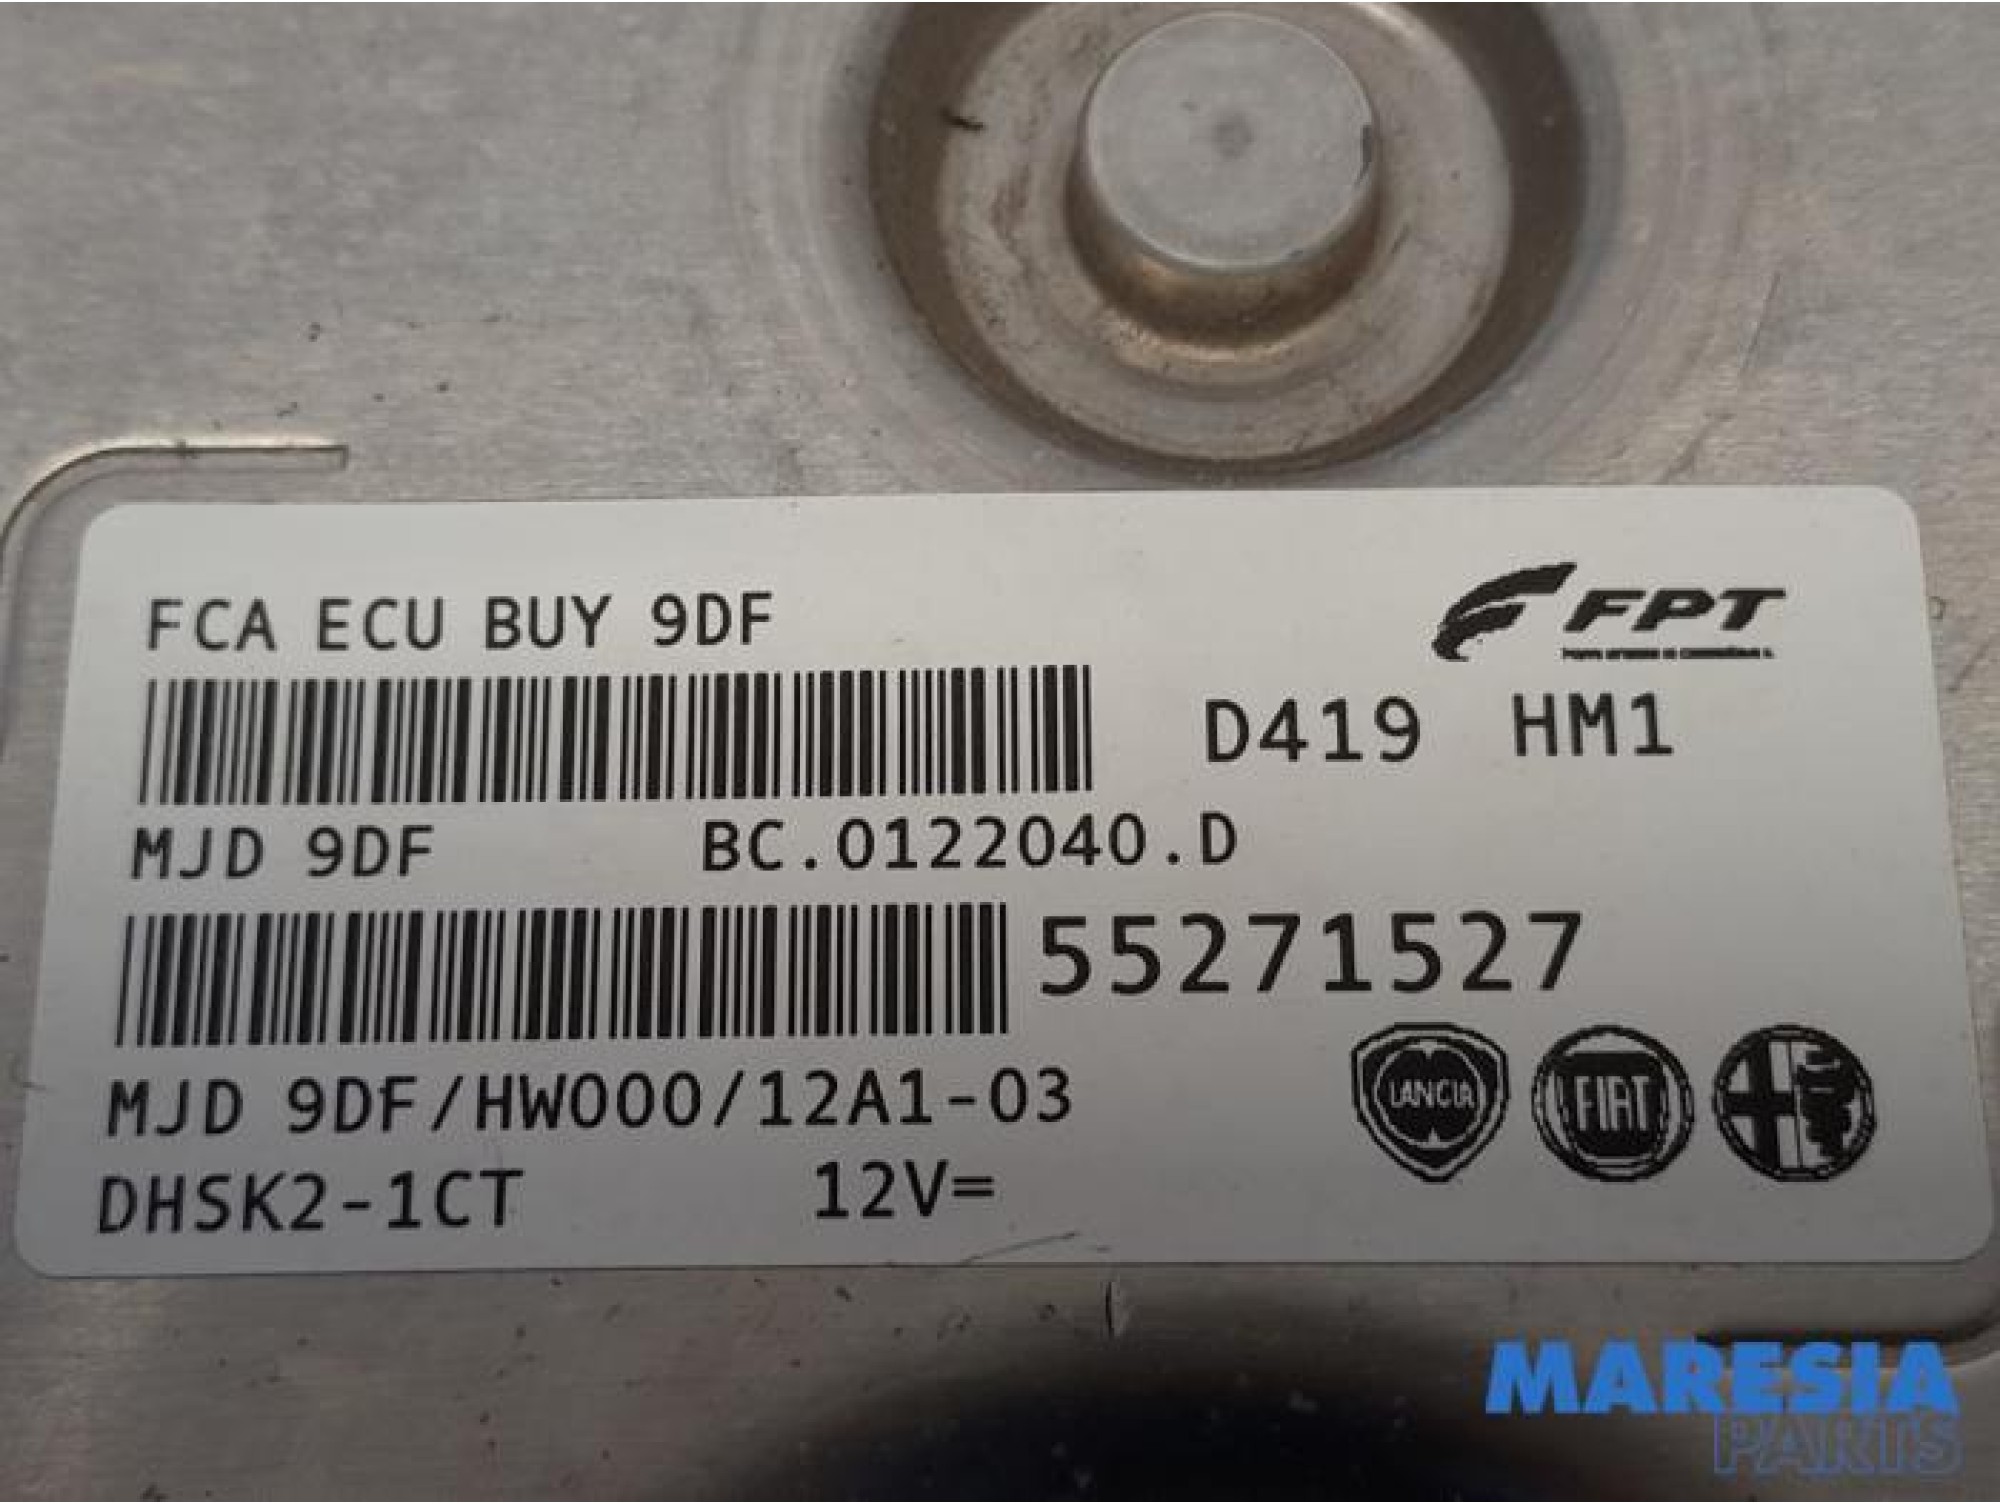 FCA ECU BUY 9DF
FPT
D419 HM1
MJD 9DF BC.0122040.D
55271527
MJD 9DF/HW000/12A1-03
LANCIA FIAT
DHSK2-1CT 12V=
MARESIA
PARTS